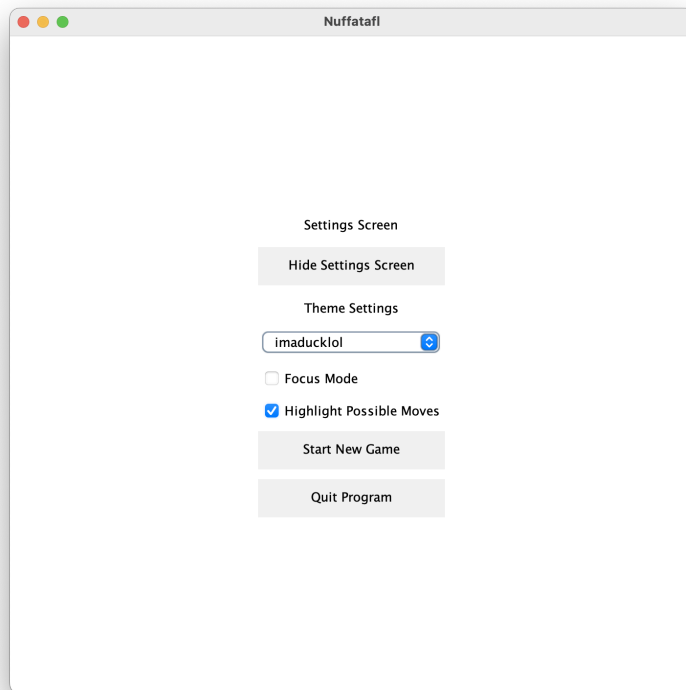 Nuffatafl
Settings Screen
Hide Settings Screen
Theme Settings
imaducklol
Focus Mode
Highlight Possible Moves
Start New Game
Quit Program